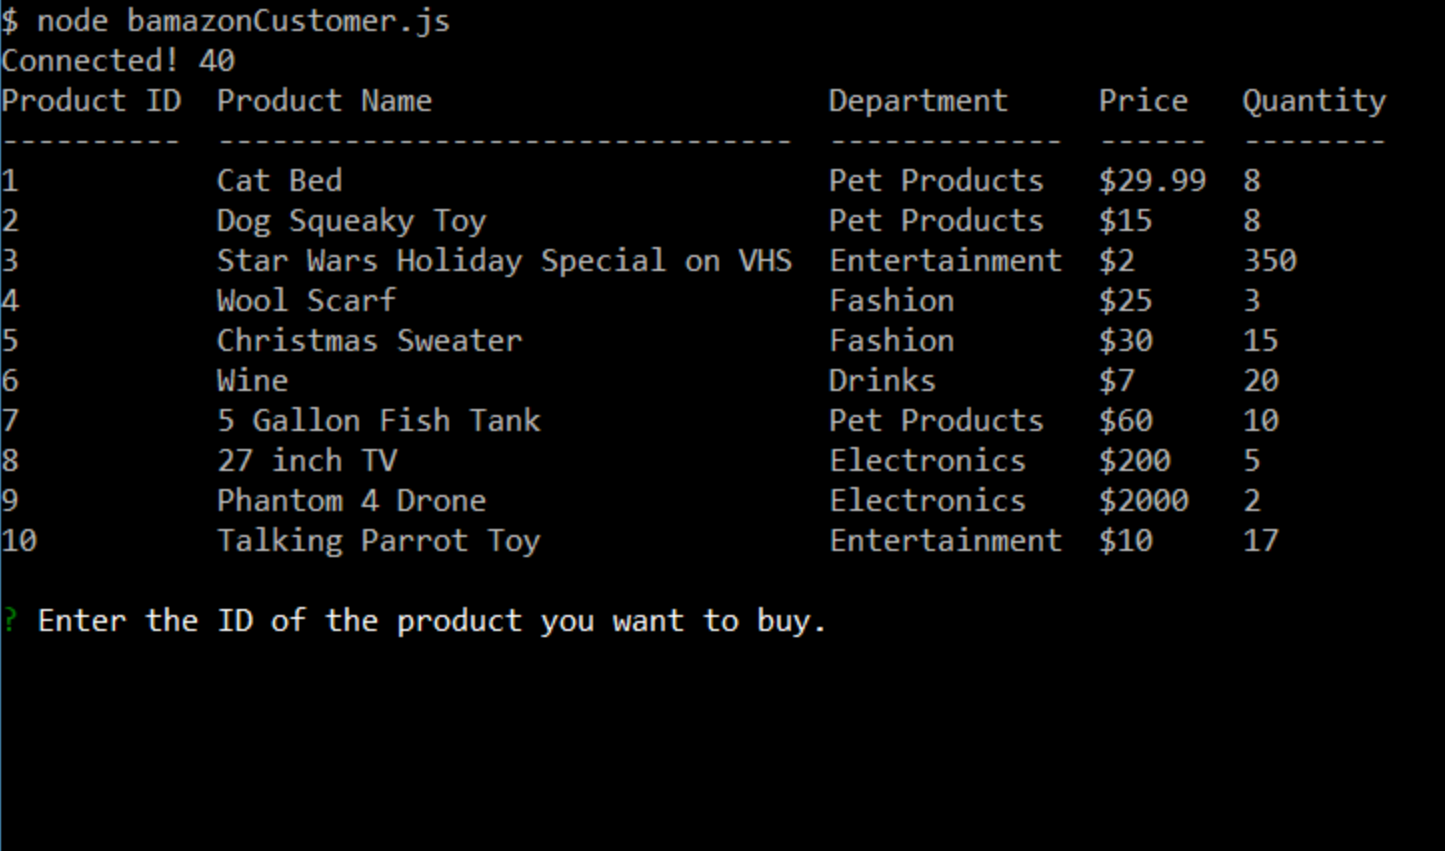 $ node bamazonCustomer.js
Connected! 40
Product ID  Product Name                      Department     Price   Quantity
----------  --------------------------------  -------------  ------  --------
1           Cat Bed                           Pet Products   $29.99  8
2           Dog Squeaky Toy                   Pet Products   $15     8
3           Star Wars Holiday Special on VHS  Entertainment  $2      350
4           Wool Scarf                        Fashion        $25     3
5           Christmas Sweater                 Fashion        $30     15
6           Wine                              Drinks         $7      20
7           5 Gallon Fish Tank                Pet Products   $60     10
8           27 inch TV                        Electronics    $200    5
9           Phantom 4 Drone                   Electronics    $2000   2
10          Talking Parrot Toy                Entertainment  $10     17
? Enter the ID of the product you want to buy.